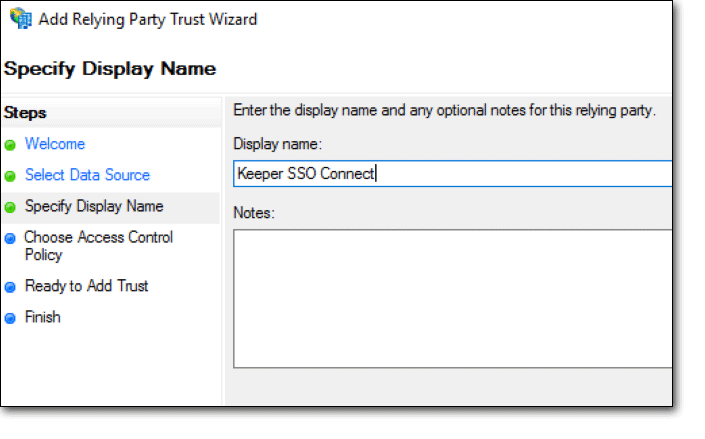 Add Relying Party Trust Wizard
Specify Display Name
Steps
Welcome
Select Data Source
Specify Display Name
Choose Access Control
Policy
Ready to Add Trust
Finish
Enter the display name and any optional notes for this relying party.
Display name:
Keeper SSO Connect
Notes: